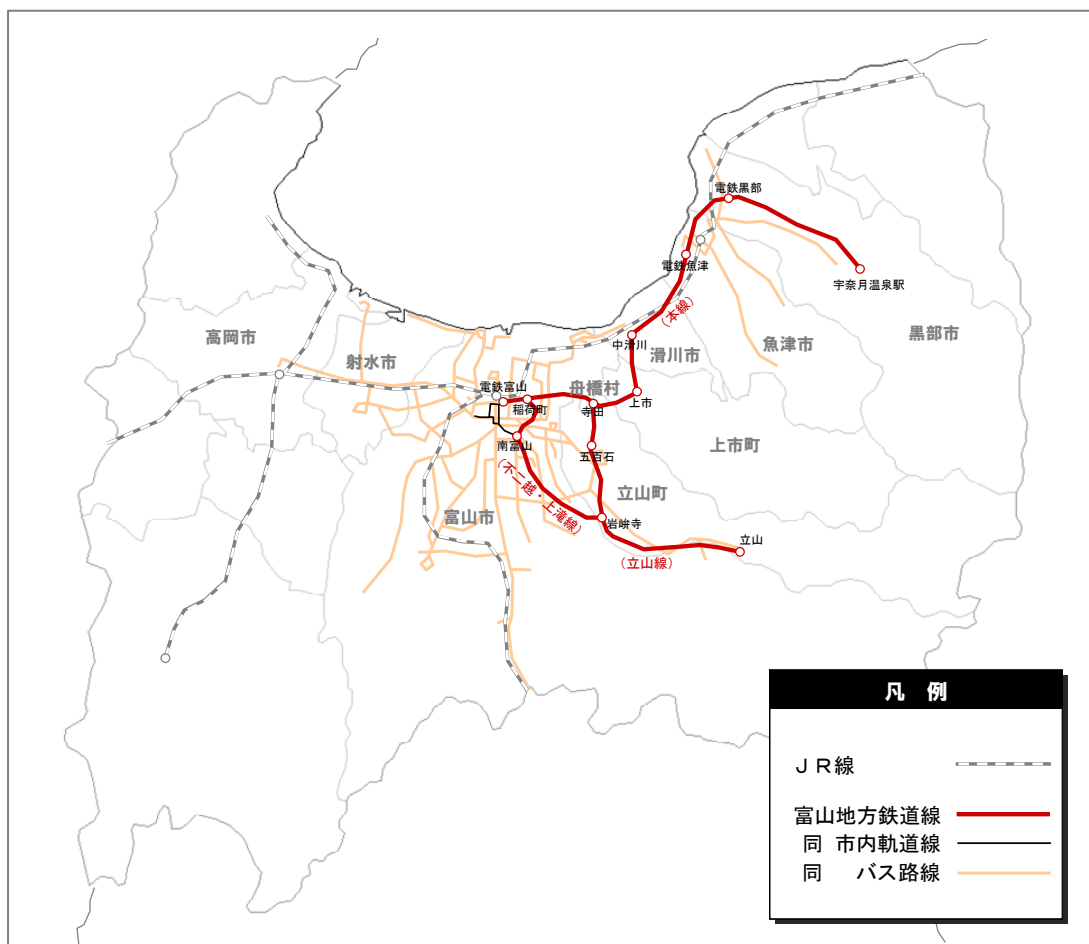 電鉄黒部
電鉄魚津
宇奈月温泉駅
(本線)
高岡市
中滑川
滑川市
魚津市
黒部市
射水市
電鉄富山
舟橋村
上市
稲荷町
寺田
南富山
五百石
上市町
(不二越・上滝線)
立山町
富山市
岩峅寺
立山
(立山線)
凡 例
JR線
富山地方鉄道線
同 市内軌道線
同 バス路線